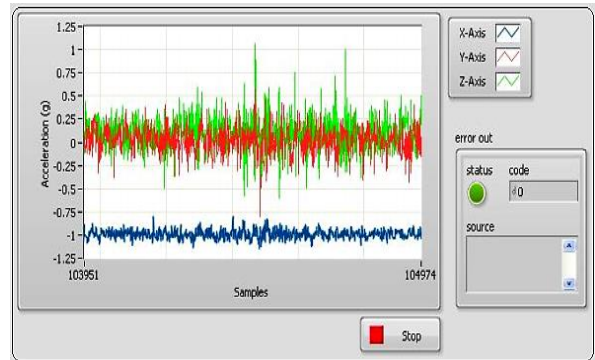 1.25
1
0.75
0.5
0.25
0
-0.25
-0.5
-0.75
-1
-1.25
Acceleration (g)
103951
104974
Samples
X-Axis
Y-Axis
Z-Axis
error out
status code
d 0
source
Stop